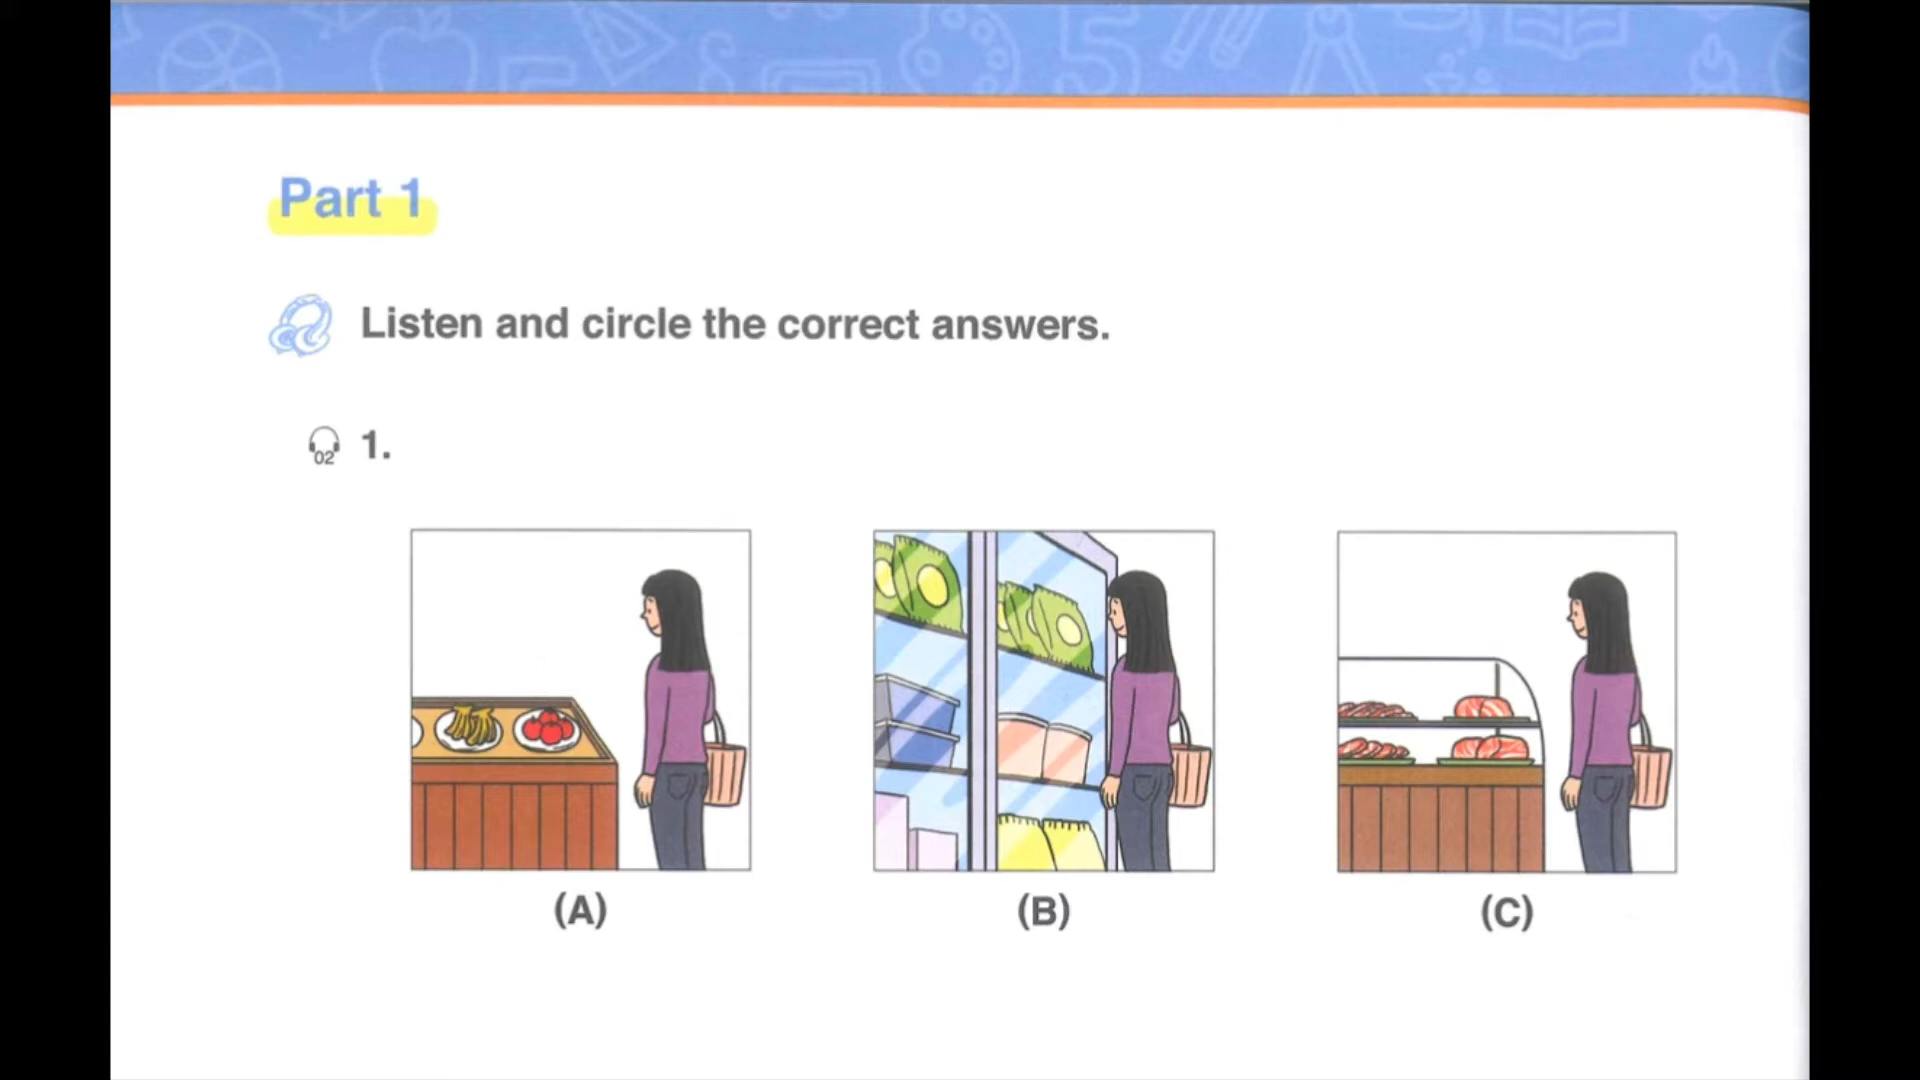 Part 1
Listen and circle the correct answers.
02 1.
(A) (B) (C)